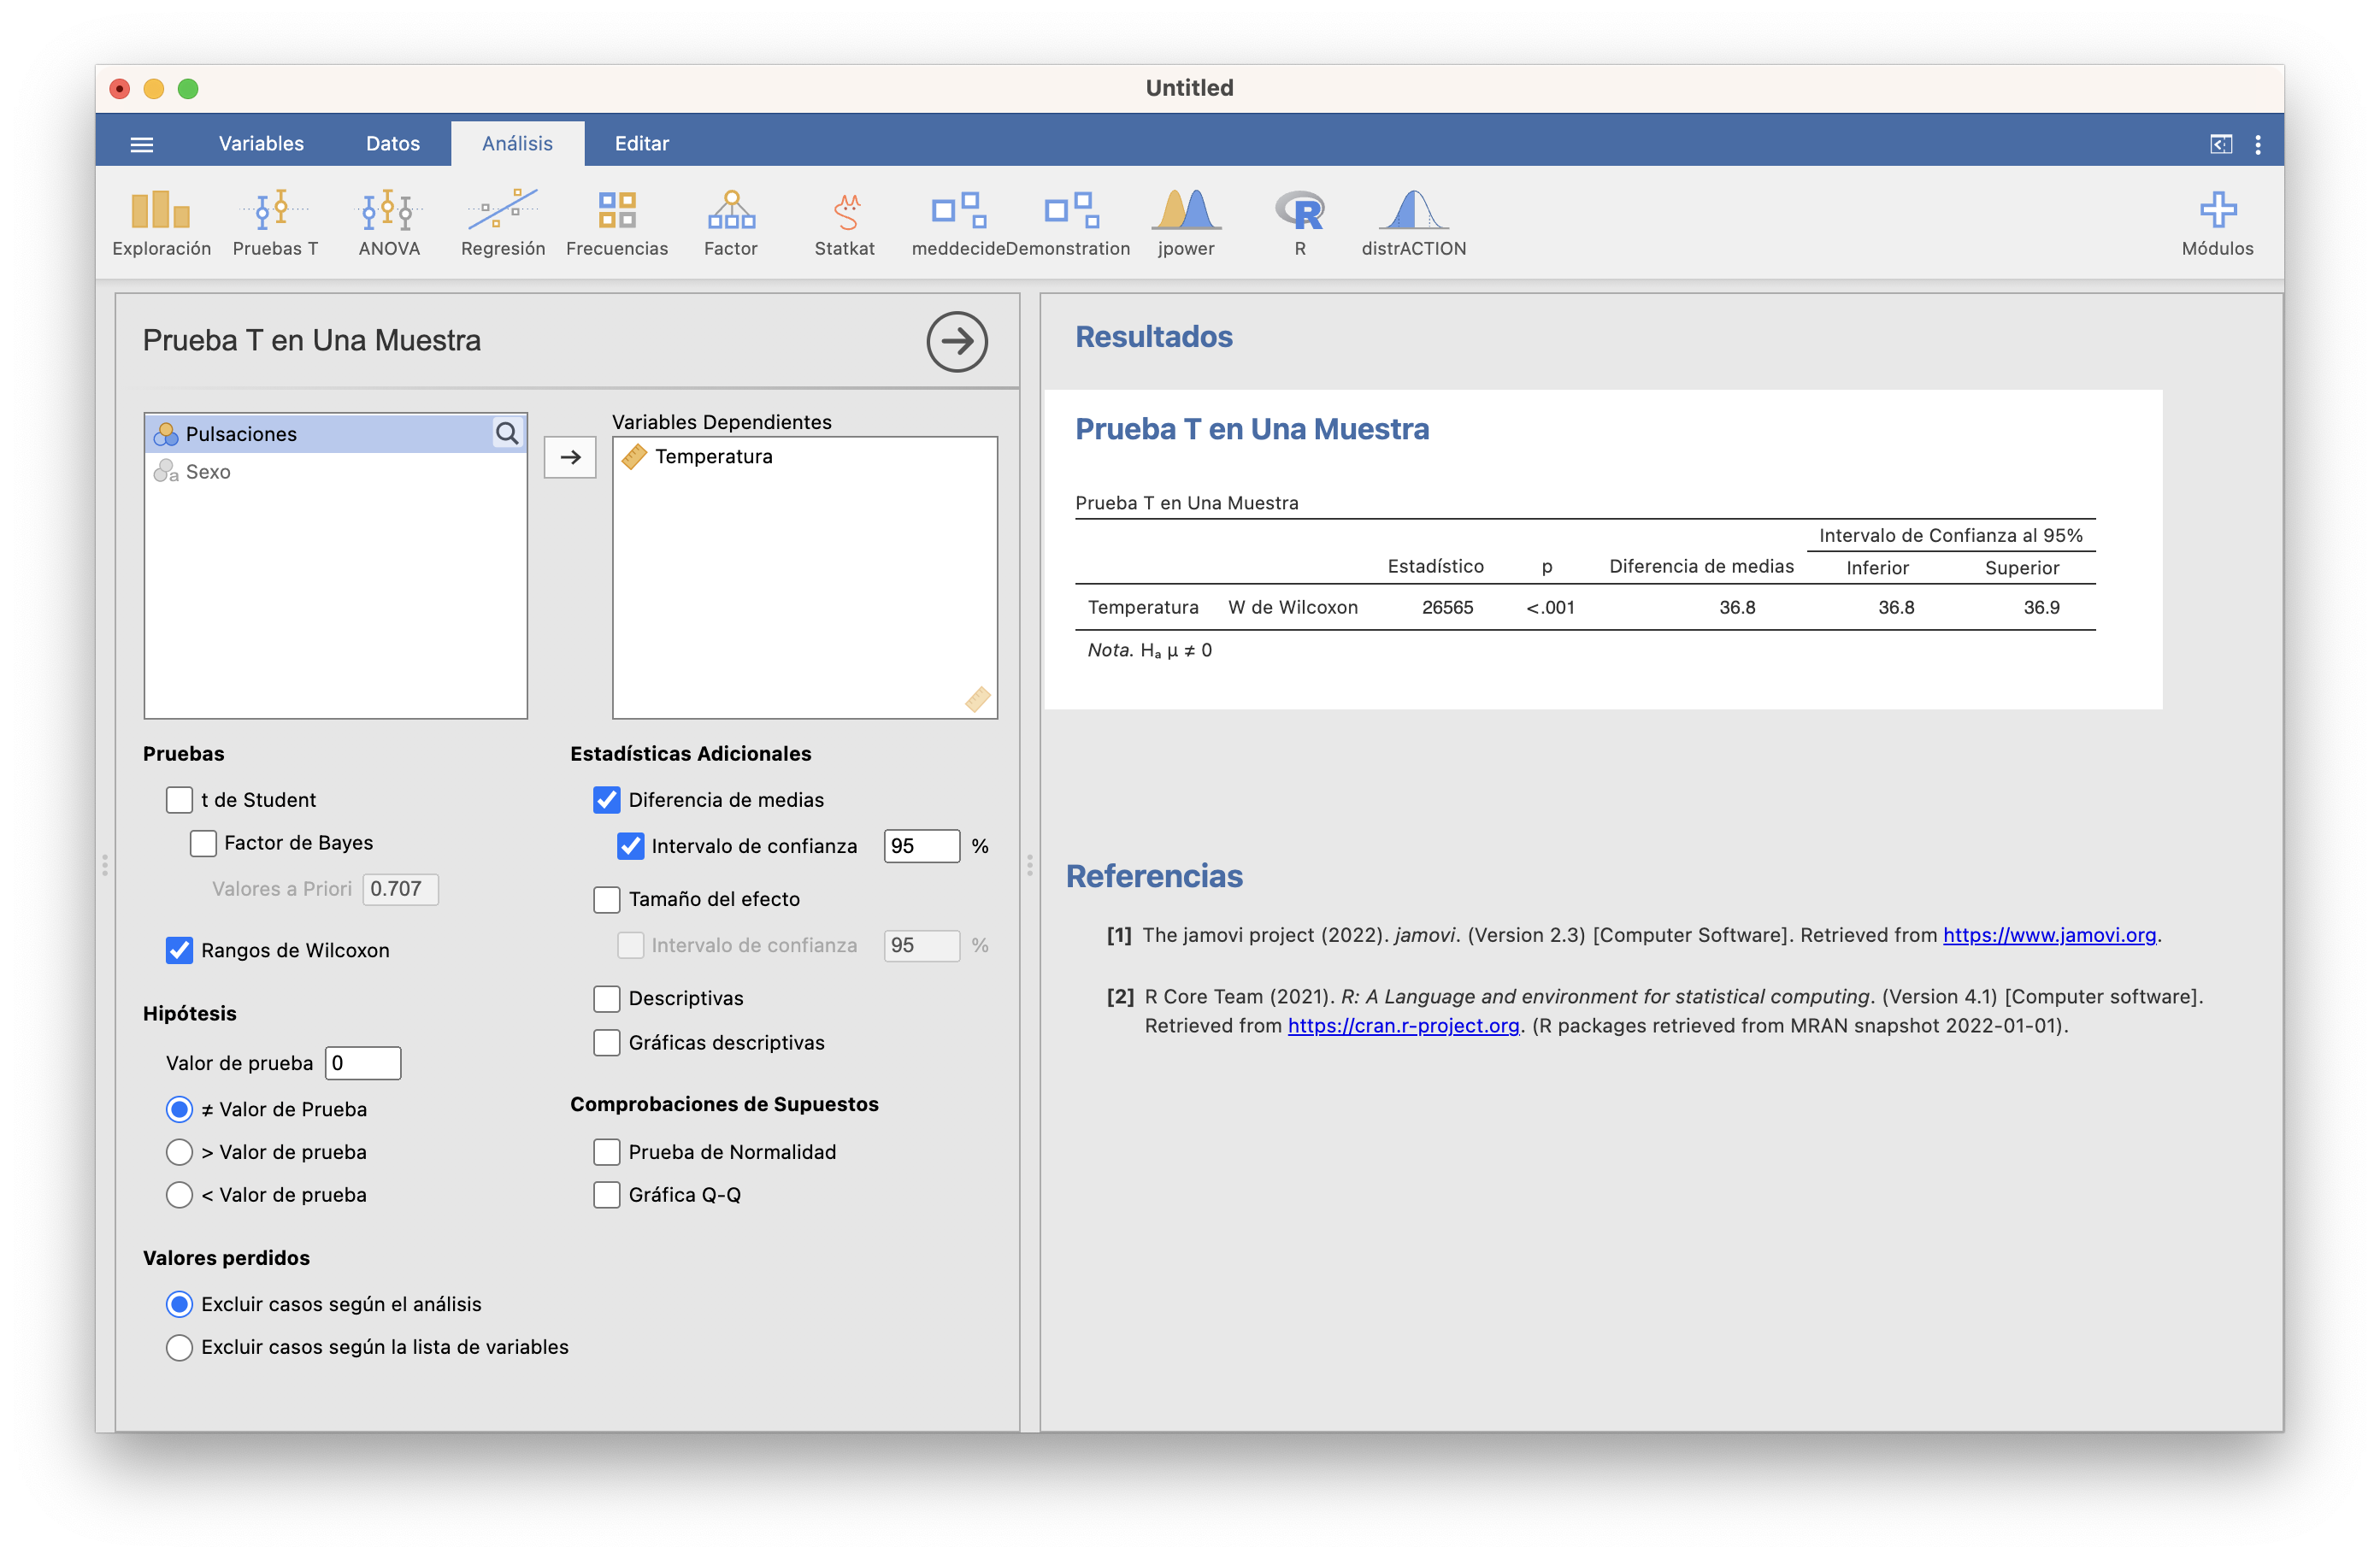 Untitled
Variables Datos Análisis Editar
Exploración Pruebas T ANOVA Regresión Frecuencias Factor Statkat meddecide Demonstration jpower R distrACTION Módulos
Prueba T en Una Muestra
Pulsaciones
Sexo
Variables Dependientes
Temperatura
Pruebas
t de Student
Factor de Bayes
Valores a Priori 0.707
Rangos de Wilcoxon
Hipótesis
Valor de prueba 0
≠ Valor de Prueba
> Valor de prueba
< Valor de prueba
Valores perdidos
Excluir casos según el análisis
Excluir casos según la lista de variables
Estadísticas Adicionales
Diferencia de medias
Intervalo de confianza 95 %
Tamaño del efecto
Intervalo de confianza 95 %
Descriptivas
Gráficas descriptivas
Comprobaciones de Supuestos
Prueba de Normalidad
Gráfica Q-Q
Resultados
Prueba T en Una Muestra
Prueba T en Una Muestra
Intervalo de Confianza al 95%
Estadístico p Diferencia de medias Inferior Superior
Temperatura W de Wilcoxon 26565 <.001 36.8 36.8 36.9
Nota. Hₐ μ ≠ 0
Referencias
[1] The jamovi project (2022). jamovi. (Version 2.3) [Computer Software]. Retrieved from https://www.jamovi.org.
[2] R Core Team (2021). R: A Language and environment for statistical computing. (Version 4.1) [Computer software].
Retrieved from https://cran.r-project.org. (R packages retrieved from MRAN snapshot 2022-01-01).